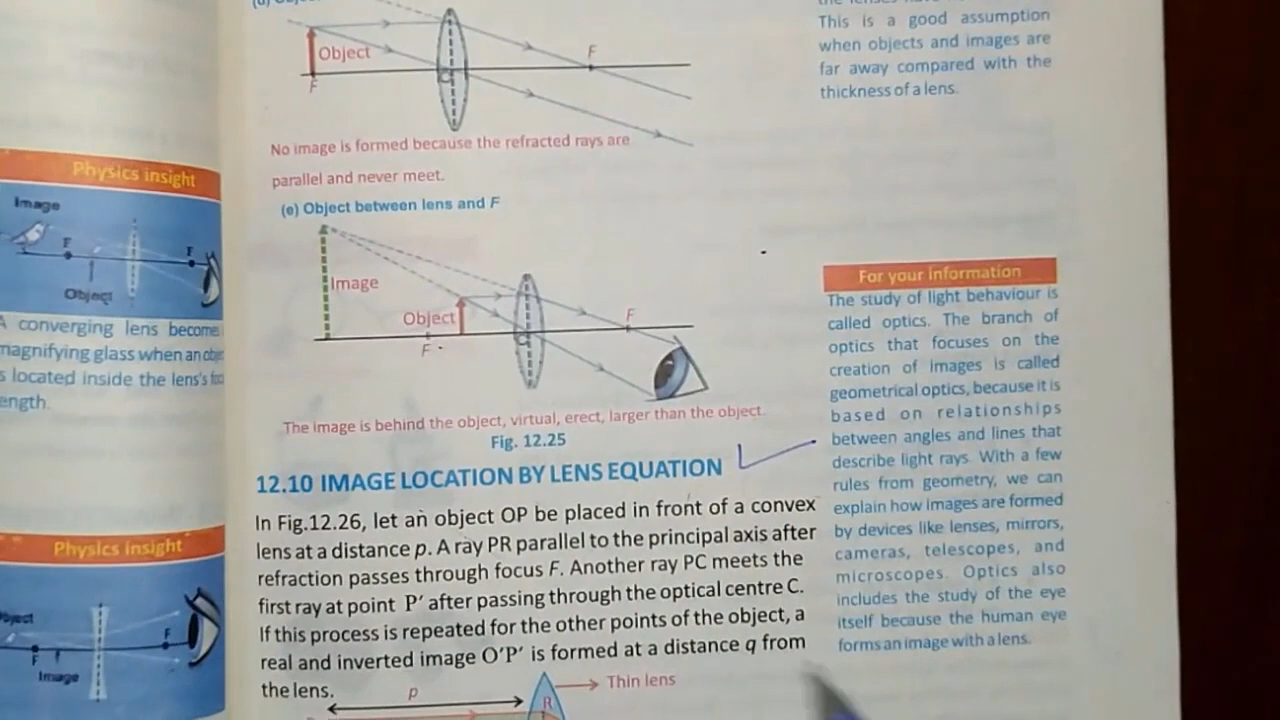 Object
F
F
C
No image is formed because the refracted rays are
parallel and never meet.
(e) Object between lens and F
Image
Object
F
F
C
The image is behind the object, virtual, erect, larger than the object.
Fig. 12.25
12.10 IMAGE LOCATION BY LENS EQUATION
In Fig.12.26, let an object OP be placed in front of a convex
lens at a distance p. A ray PR parallel to the principal axis after
refraction passes through focus F. Another ray PC meets the
first ray at point P′ after passing through the optical centre C.
If this process is repeated for the other points of the object, a
real and inverted image O′P′ is formed at a distance q from
the lens.
p
Thin lens
R
This is a good assumption
when objects and images are
far away compared with the
thickness of a lens.
For your information
The study of light behaviour is
called optics. The branch of
optics that focuses on the
creation of images is called
geometrical optics, because it is
based on relationships
between angles and lines that
describe light rays. With a few
rules from geometry, we can
explain how images are formed
by devices like lenses, mirrors,
cameras, telescopes, and
microscopes. Optics also
includes the study of the eye
itself because the human eye
forms an image with a lens.
Physics insight
Image
F
F
Object
A converging lens become
magnifying glass when an obje
s located inside the lens's foc
ength.
Physics insight
bject
F
F
Image